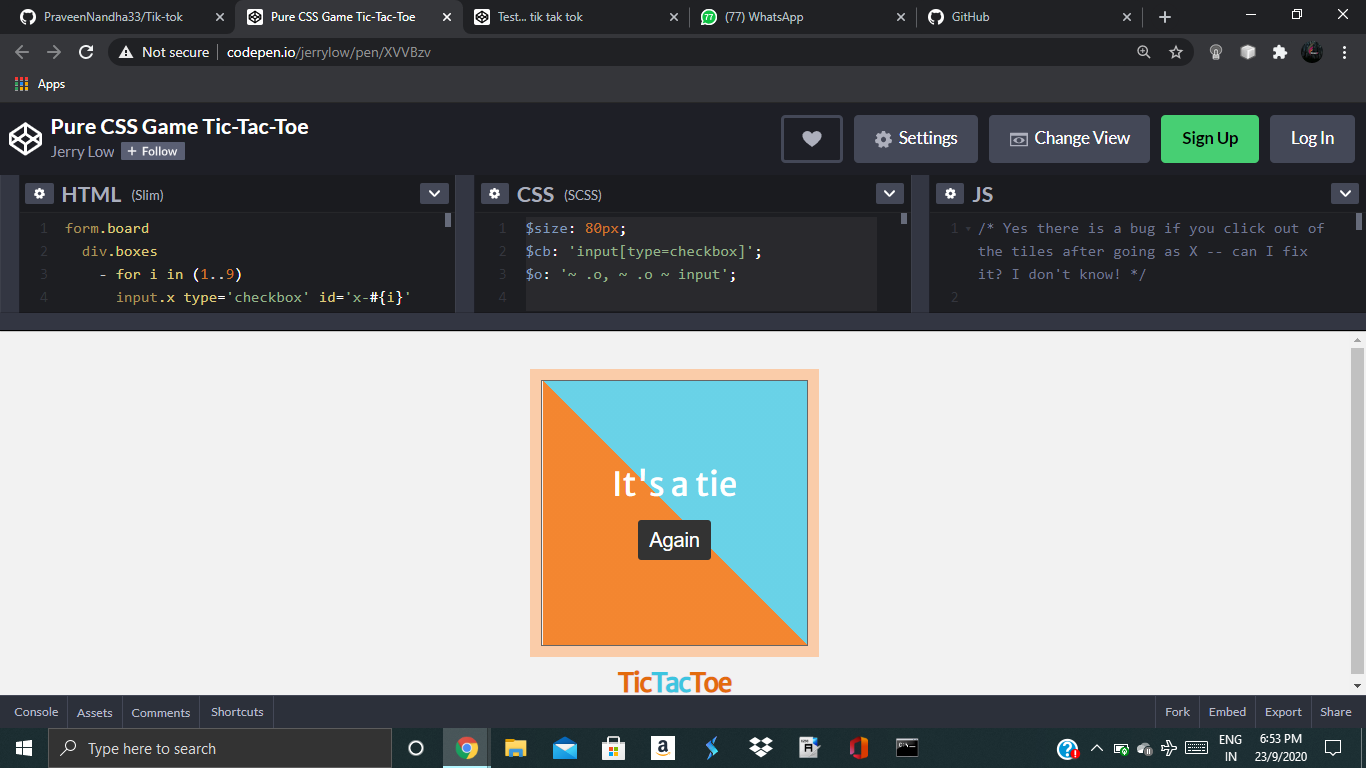 PraveenNandha33/Tik-tok
Pure CSS Game Tic-Tac-Toe
Test... tik tak tok
77 (77) WhatsApp
GitHub
Not secure codepen.io/jerrylow/pen/XVVBzv
Apps
Pure CSS Game Tic-Tac-Toe
Jerry Low + Follow
Settings
Change View
Sign Up
Log In
HTML (Slim)
1 form.board
2 div.boxes
3 - for i in (1..9)
4 input.x type='checkbox' id='x-#{i}'
CSS (SCSS)
1 $size: 80px;
2 $cb: 'input[type=checkbox]';
3 $o: '~ .o, ~ .o ~ input';
4
JS
1 /* Yes there is a bug if you click out of
the tiles after going as X -- can I fix
it? I don't know! */
2
It's a tie
Again
TicTacToe
Console Assets Comments Shortcuts Fork Embed Export Share
Type here to search
a
ENG
IN
6:53 PM
23/9/2020